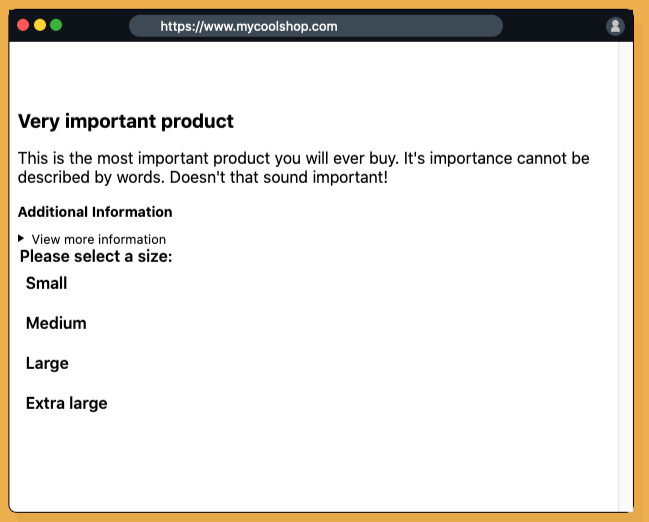 https://www.mycoolshop.com
Very important product
This is the most important product you will ever buy. It's importance cannot be
described by words. Doesn't that sound important!
Additional Information
View more information
Please select a size:
Small
Medium
Large
Extra large